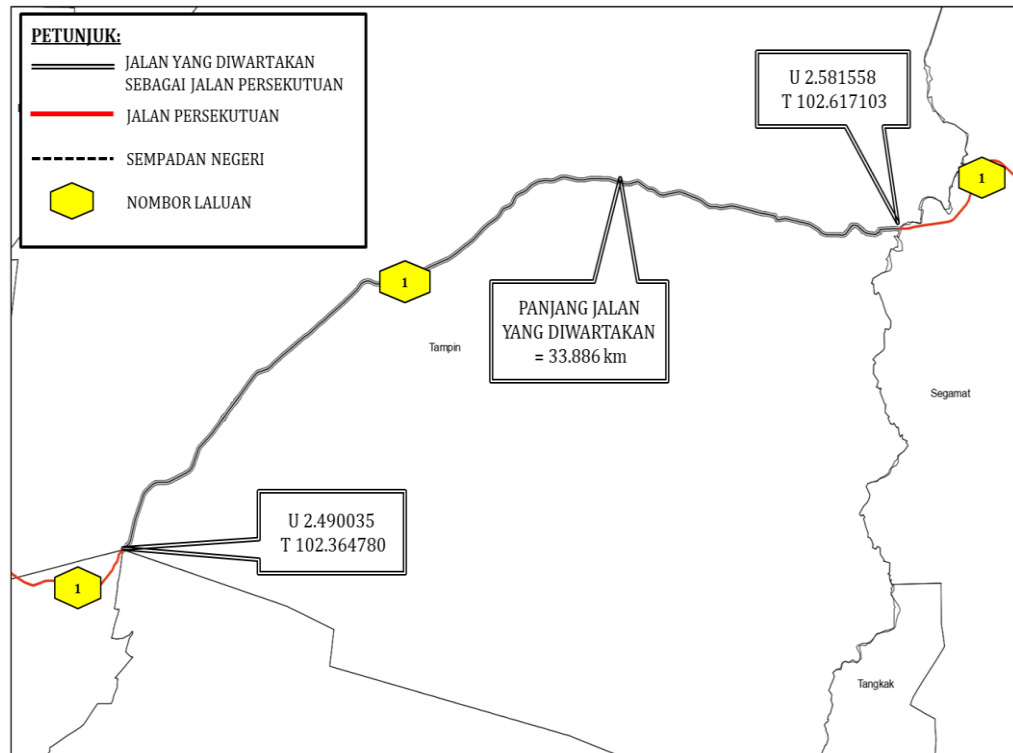 PETUNJUK:
JALAN YANG DIWARTAKAN
SEBAGAI JALAN PERSEKUTUAN
JALAN PERSEKUTUAN
SEMPADAN NEGERI
1
NOMBOR LALUAN
U 2.581558
T 102.617103
1
1
PANJANG JALAN
YANG DIWARTAKAN
= 33.886 km
Tampin
Segamat
U 2.490035
T 102.364780
1
Tangkak